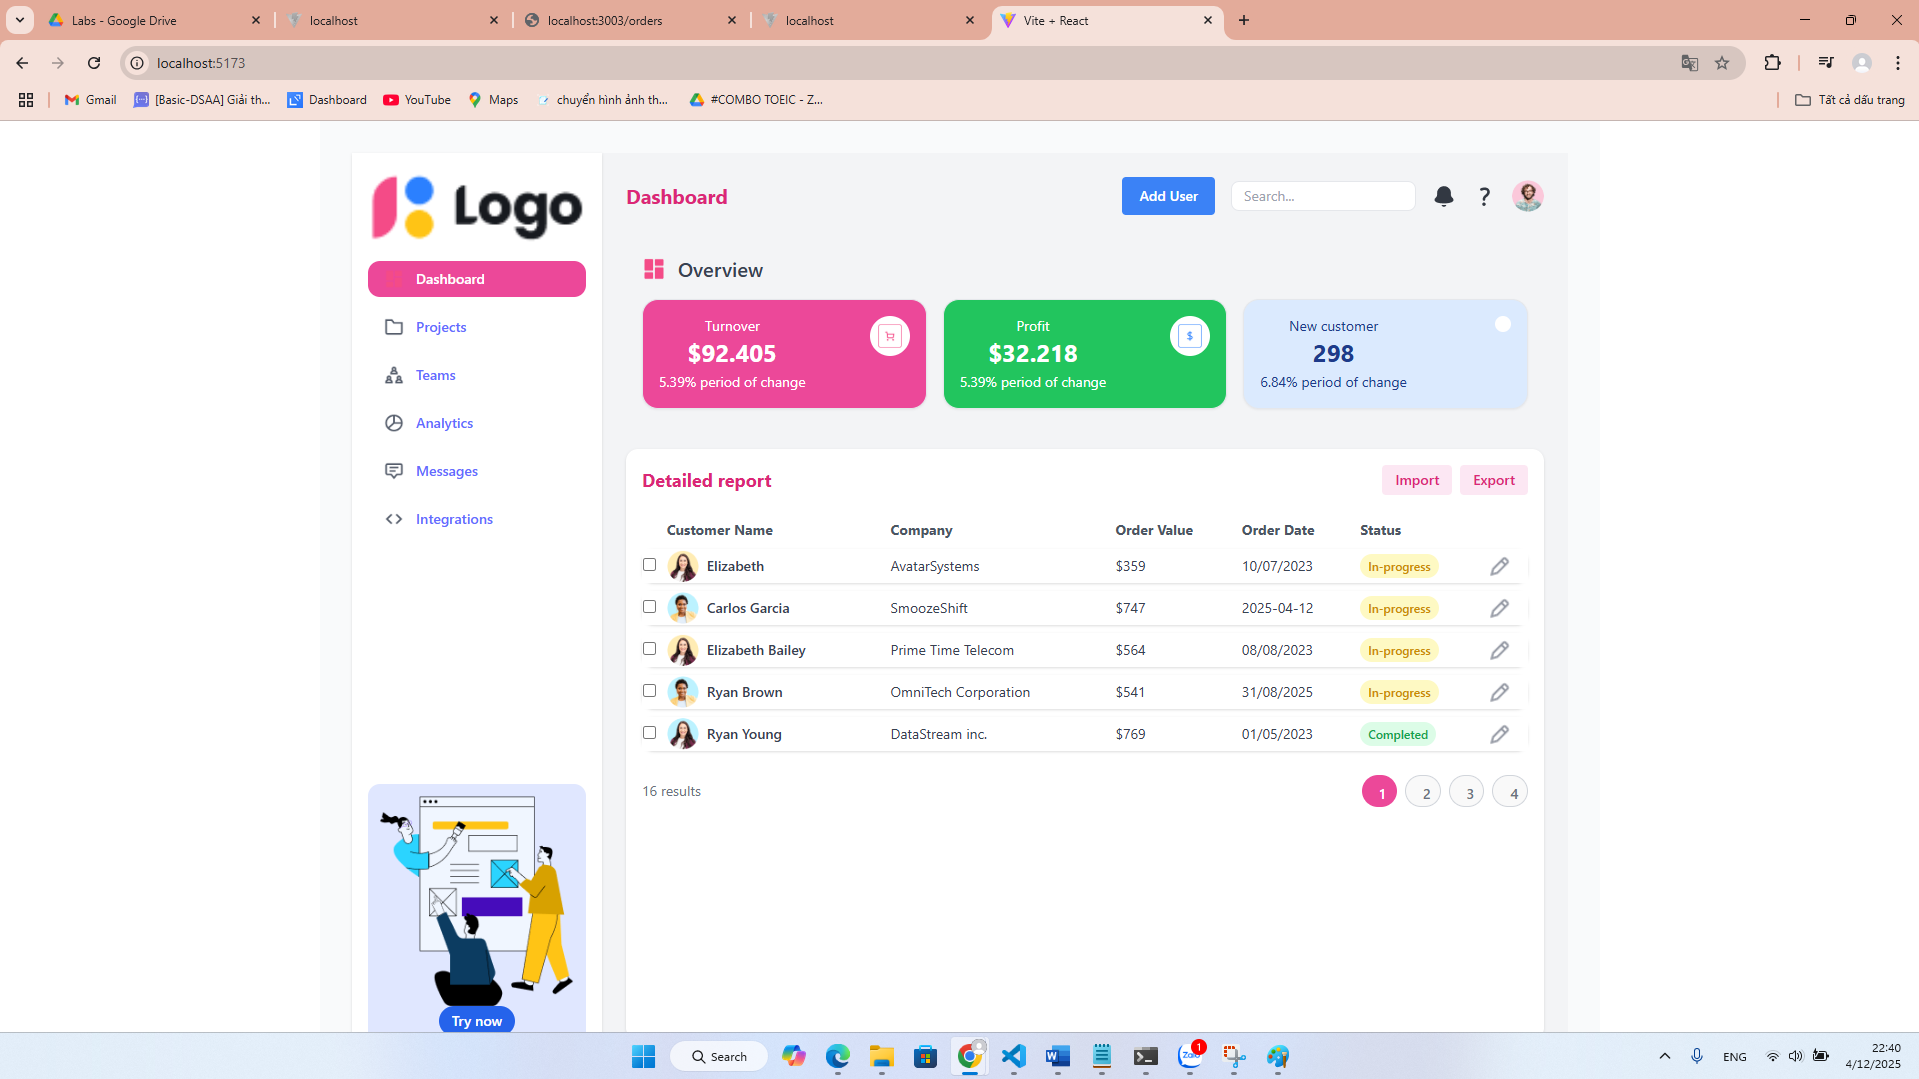 Labs - Google Drive
localhost
localhost:3003/orders
localhost
Vite + React
localhost:5173
Gmail
[Basic-DSAA] Giải th...
Dashboard
YouTube
Maps
chuyển hình ảnh th...
#COMBO TOEIC - Z...
Tất cả dấu trang
Logo
Dashboard
Projects
Teams
Analytics
Messages
Integrations
Try now
Dashboard
Add User
Search...
Overview
Turnover
$92.405
5.39% period of change
Profit
$32.218
5.39% period of change
$
New customer
298
6.84% period of change
Detailed report
Import
Export
Customer Name Company Order Value Order Date Status
Elizabeth AvatarSystems $359 10/07/2023 In-progress
Carlos Garcia SmoozeShift $747 2025-04-12 In-progress
Elizabeth Bailey Prime Time Telecom $564 08/08/2023 In-progress
Ryan Brown OmniTech Corporation $541 31/08/2025 In-progress
Ryan Young DataStream inc. $769 01/05/2023 Completed
16 results
1 2 3 4
Search
Zalo
1
ENG
22:40
4/12/2025